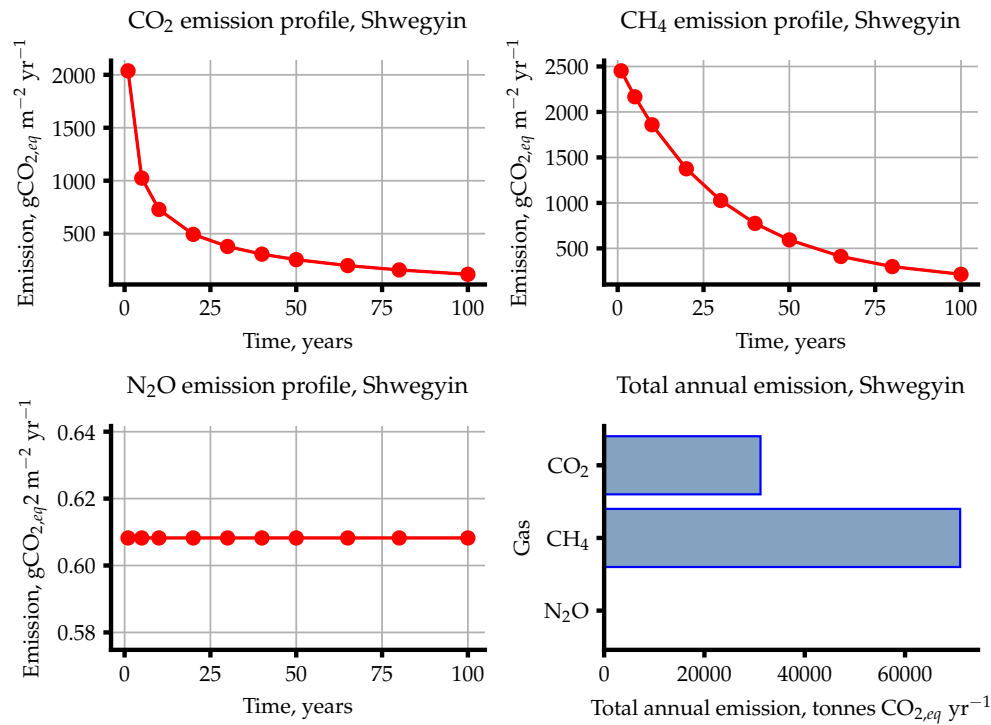 CO₂ emission profile, Shwegyin
Emission, gCO₂,eq m⁻² yr⁻¹
2000
1500
1000
500
0 25 50 75 100
Time, years
CH₄ emission profile, Shwegyin
Emission, gCO₂,eq m⁻² yr⁻¹
2500
2000
1500
1000
500
0 25 50 75 100
Time, years
N₂O emission profile, Shwegyin
Emission, gCO₂,eq2 m⁻² yr⁻¹
0.64
0.62
0.60
0.58
0 25 50 75 100
Time, years
Total annual emission, Shwegyin
Gas
CO₂
CH₄
N₂O
0 20000 40000 60000
Total annual emission, tonnes CO₂,eq yr⁻¹